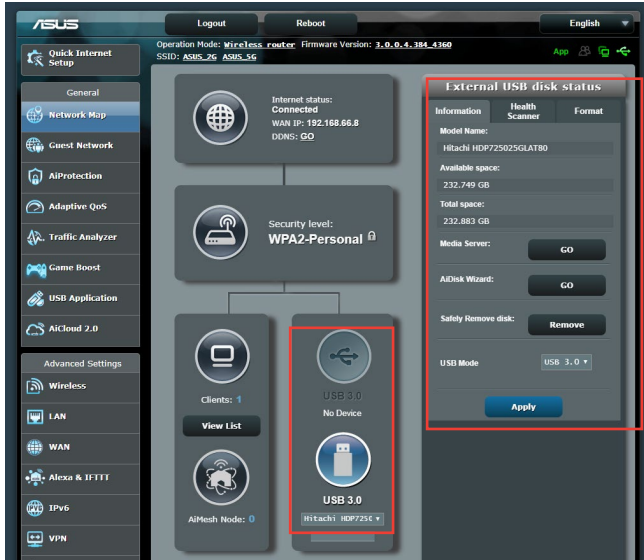 ASUS
Logout
Reboot
English
Quick Internet
Setup
Operation Mode: Wireless router Firmware Version: 3.0.0.4.384_4360
SSID: ASUS_2G ASUS_5G
App
General
Network Map
Guest Network
AiProtection
Adaptive QoS
Traffic Analyzer
Game Boost
USB Application
AiCloud 2.0
Advanced Settings
Wireless
LAN
WAN
Alexa & IFTTT
IPv6
VPN
Internet status:
Connected
WAN IP: 192.168.66.8
DDNS: GO
Security level:
WPA2-Personal
Clients: 1
View List
AiMesh Node: 0
USB 3.0
No Device
USB 3.0
Hitachi HDP725C
External USB disk status
Information
Health
Scanner
Format
Model Name:
Hitachi HDP725025GLAT80
Available space:
232.749 GB
Total space:
232.883 GB
Media Server:
GO
AiDisk Wizard:
GO
Safely Remove disk:
Remove
USB Mode
USB 3.0
Apply